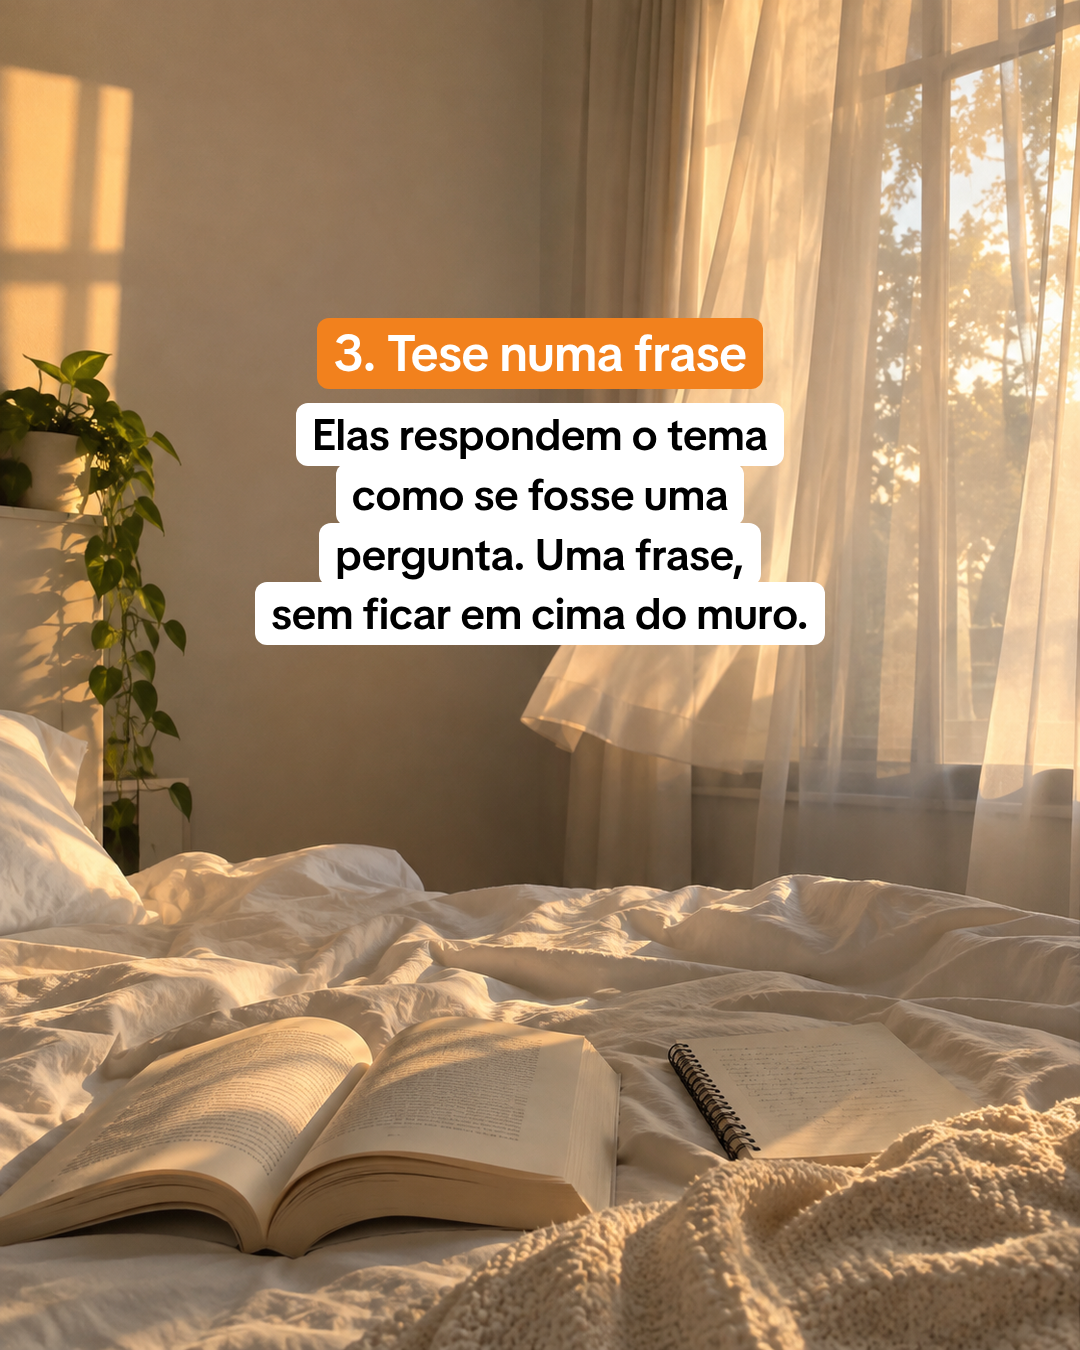 3. Tese numa frase
Elas respondem o tema
como se fosse uma
pergunta. Uma frase,
sem ficar em cima do muro.